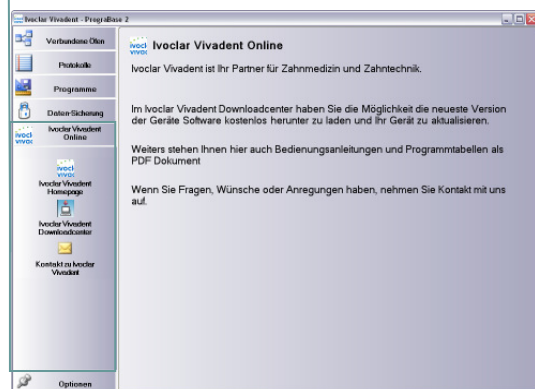 Ivoclar Vivadent - PrograBase 2
Verbundene Öfen
Protokolle
Programme
Daten-Sicherung
Ivoclar Vivadent
Online
Ivoclar Vivadent
Homepage
Ivoclar Vivadent
Downloadcenter
Kontakt zu Ivoclar
Vivadent
Optionen
Ivoclar Vivadent Online
Ivoclar Vivadent ist Ihr Partner für Zahnmedizin und Zahntechnik.
Im Ivoclar Vivadent Downloadcenter haben Sie die Möglichkeit die neueste Version
der Geräte Software kostenlos herunter zu laden und Ihr Gerät zu aktualisieren.
Weiters stehen Ihnen hier auch Bedienungsanleitungen und Programmtabellen als
PDF Dokument
Wenn Sie Fragen, Wünsche oder Anregungen haben, nehmen Sie Kontakt mit uns
auf.